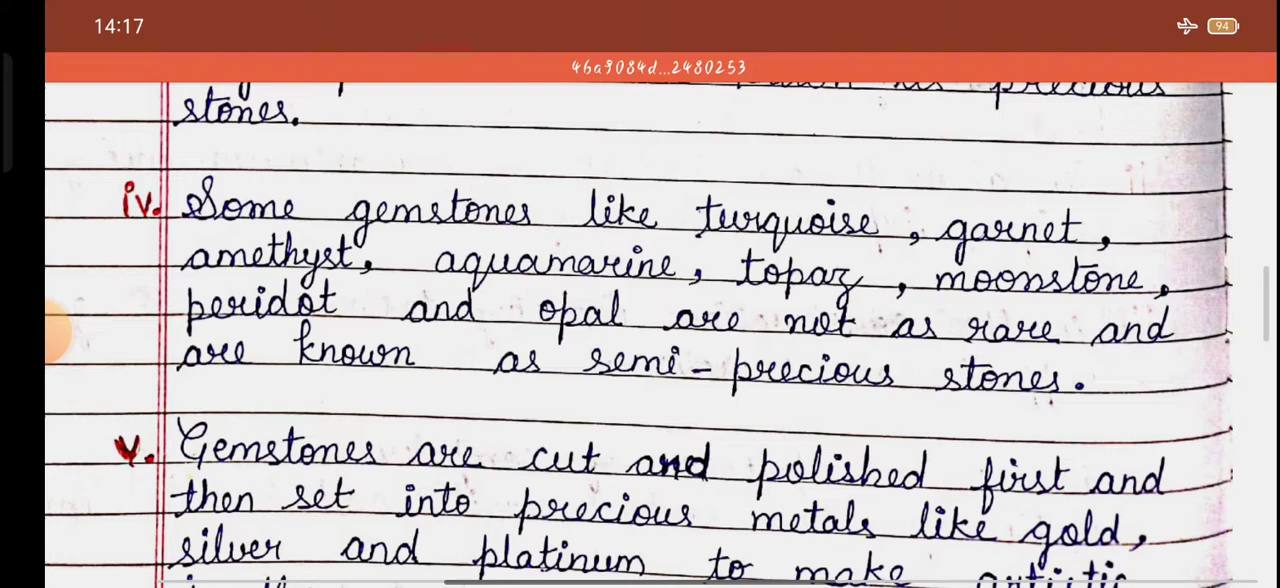 14:17
94
46a9084d...2480253
precious
stones.
iv. Some gemstones like turquoise, garnet,
amethyst, aquamarine, topaz, moonstone,
peridot and opal are not as rare and
are known as semi-precious stones.
v. Gemstones are cut and polished first and
then set into precious metals like gold,
silver and platinum to make artistic